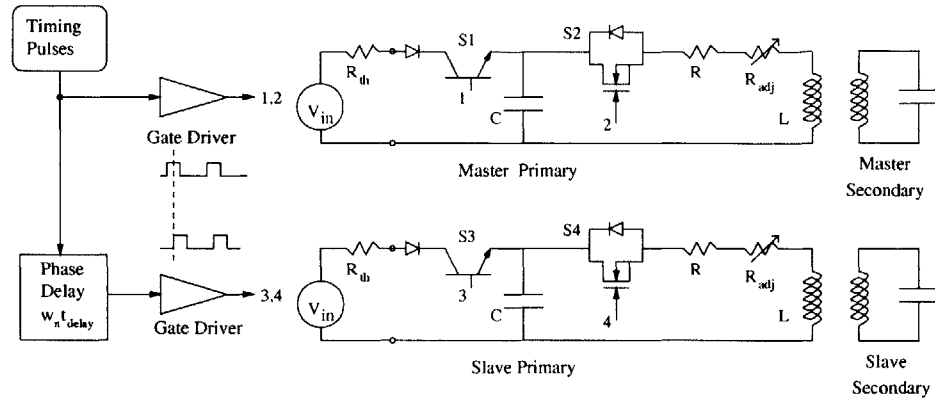 Timing
Pulses
Gate Driver
1,2
R_th
V_in
S1
1
C
S2
2
R
R_adj
L
Master Primary
Master
Secondary
Phase
Delay
w_n t_delay
Gate Driver
3,4
R_th
V_in
S3
3
C
S4
4
R
R_adj
L
Slave Primary
Slave
Secondary